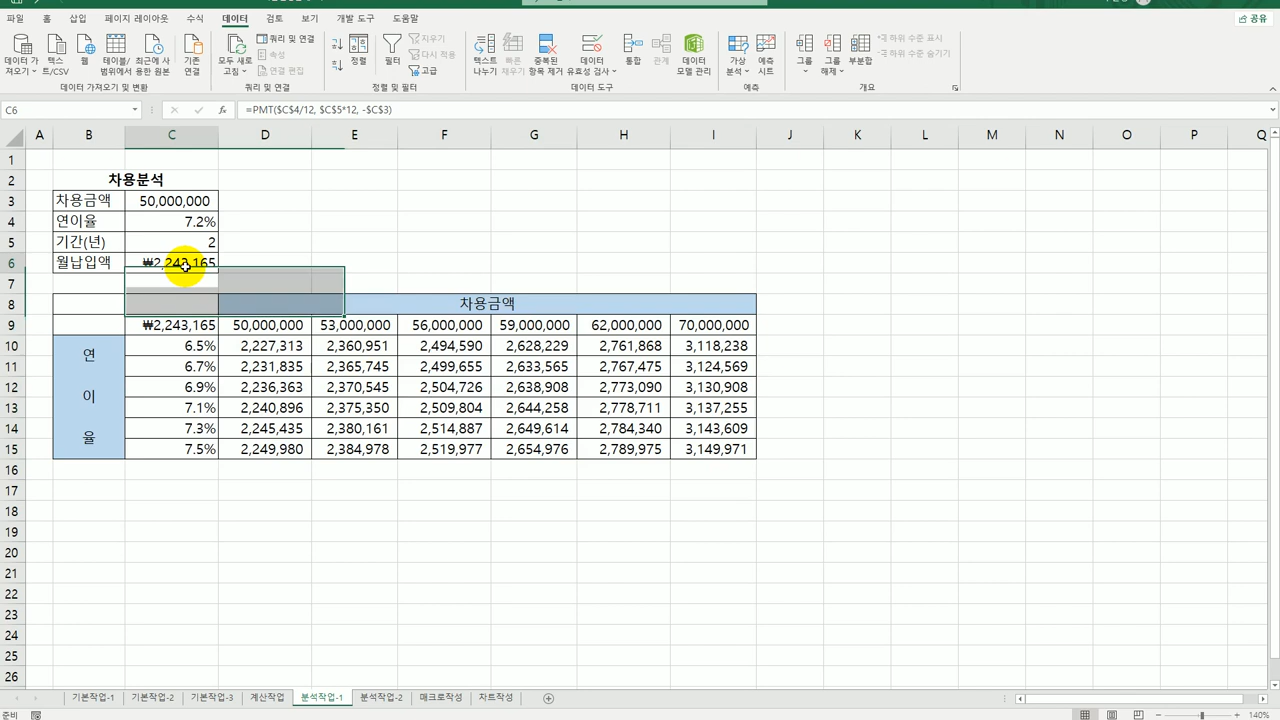 파일 홈 삽입 페이지 레이아웃 수식 데이터 검토 보기 개발 도구 도움말 공유
데이터 가져오기 텍스트/CSV 웹 테이블/범위에서 최근에 사용한 원본 기존 연결 모두 새로 고침 쿼리 및 연결 속성 연결 편집 정렬 필터 지우기 다시 적용 고급 텍스트 나누기 빠른 채우기 중복된 항목 제거 데이터 유효성 검사 통합 관계 데이터 모델 관리 가상 분석 예측 시트 그룹 그룹 해제 부분합 하위 수준 표시 하위 수준 숨기기
데이터 가져오기 및 변환 쿼리 및 연결 정렬 및 필터 데이터 도구 예측 개요
C6 fx =PMT($C$4/12, $C$5*12, -$C$3)
A B C D E F G H I J K L M N O P Q
1
2 차용분석
3 차용금액 50,000,000
4 연이율 7.2%
5 기간(년) 2
6 월납입액 ₩2,243,165
7
8 차용금액
9 ₩2,243,165 50,000,000 53,000,000 56,000,000 59,000,000 62,000,000 70,000,000
10 연 6.5% 2,227,313 2,360,951 2,494,590 2,628,229 2,761,868 3,118,238
11 6.7% 2,231,835 2,365,745 2,499,655 2,633,565 2,767,475 3,124,569
12 이 6.9% 2,236,363 2,370,545 2,504,726 2,638,908 2,773,090 3,130,908
13 7.1% 2,240,896 2,375,350 2,509,804 2,644,258 2,778,711 3,137,255
14 율 7.3% 2,245,435 2,380,161 2,514,887 2,649,614 2,784,340 3,143,609
15 7.5% 2,249,980 2,384,978 2,519,977 2,654,976 2,789,975 3,149,971
16
17
18
19
20
21
22
23
24
25
26
기본작업-1 기본작업-2 기본작업-3 계산작업 분석작업-1 분석작업-2 매크로작성 차트작성
준비 140%